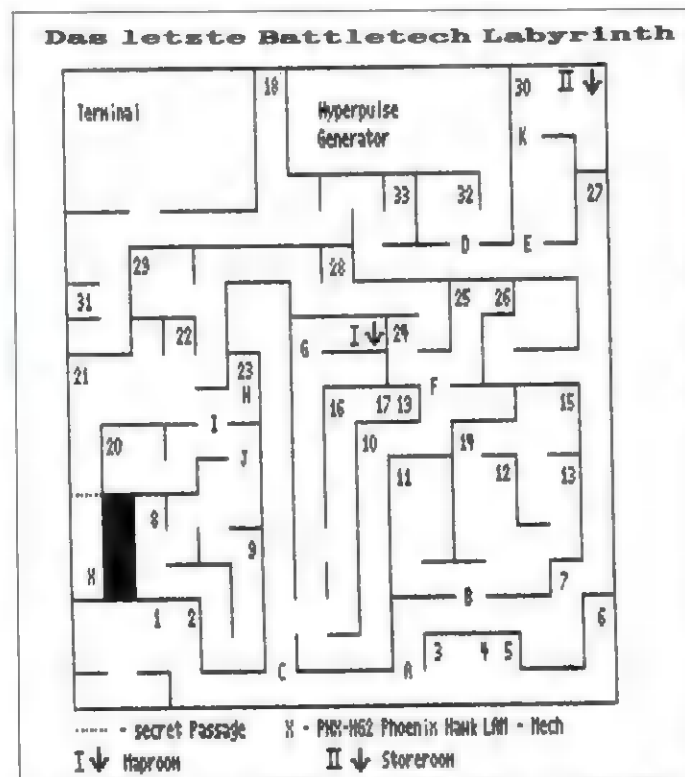 Das letzte Battletech Labyrinth
Terminal
18
Hyperpulse
Generator
30
II
K
33
32
27
D
E
29
28
31
22
25
26
I
24
G
21
23
H
F
16
17
13
15
I
20
10
14
J
11
12
13
8
9
X
7
B
1
2
6
3
4
5
C
A
- secret Passage
X - PHX-HG2 Phoenix Hawk LAM - Mech
I Maproom
II Storeroom